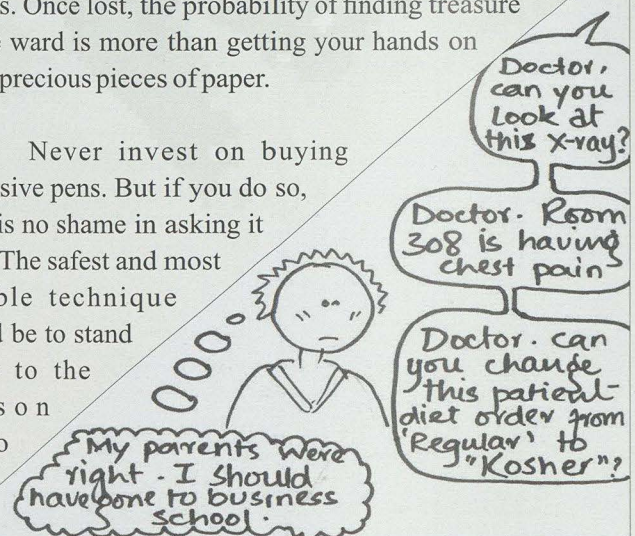 s. Once lost, the probability of finding treasure
ward is more than getting your hands on
precious pieces of paper.
Never invest on buying
sive pens. But if you do so,
is no shame in asking it
The safest and most
ble technique
be to stand
to the
son
Doctor.
can you
Look at
this x-ray?
Doctor. Room
308 is having
chest pain
Doctor. can
you change
this patient
diet order from
'Regular' to
"Kosher"?
My parents were
right. I should
have gone to business
school.